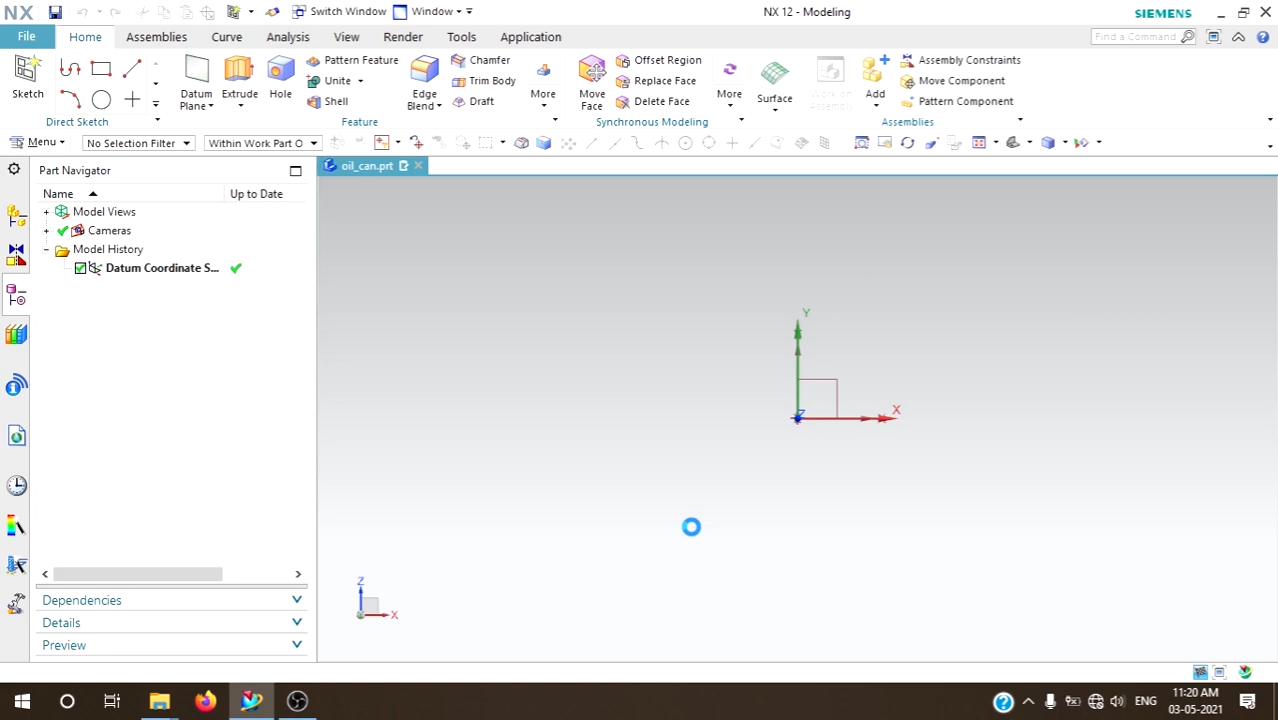 NX
Switch Window
Window
NX 12 - Modeling
SIEMENS
File
Home
Assemblies
Curve
Analysis
View
Render
Tools
Application
Find a Command
Sketch
Direct Sketch
Datum
Plane
Extrude
Hole
Pattern Feature
Unite
Shell
Edge
Blend
Chamfer
Trim Body
Draft
More
Feature
Move
Face
Offset Region
Replace Face
Delete Face
More
Synchronous Modeling
Surface
Work on
Assembly
Add
Assembly Constraints
Move Component
Pattern Component
Assemblies
Menu
No Selection Filter
Within Work Part O
Part Navigator
oil_can.prt
Name
Up to Date
Model Views
Cameras
Model History
Datum Coordinate S...
Y
Z
X
Z
X
Dependencies
Details
Preview
ENG
11:20 AM
03-05-2021